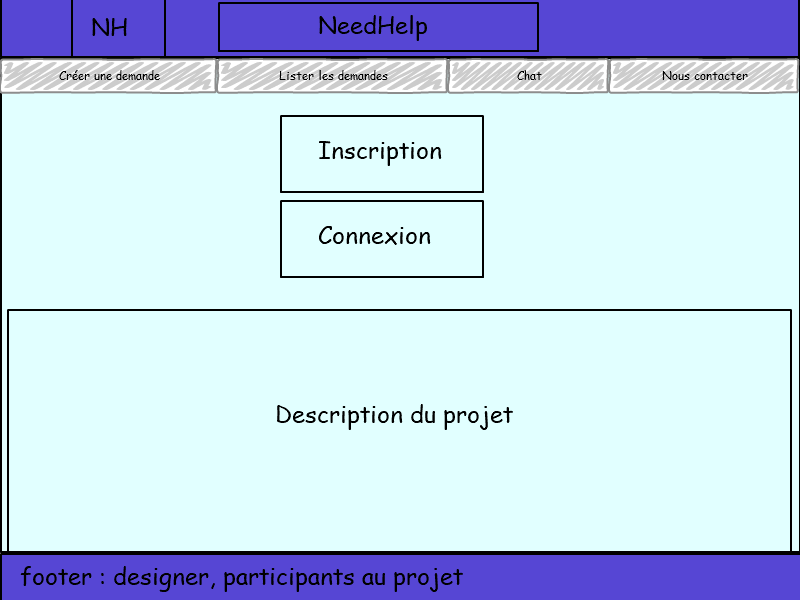 NH
NeedHelp
Créer une demande
Lister les demandes
Chat
Nous contacter
Inscription
Connexion
Description du projet
footer : designer, participants au projet